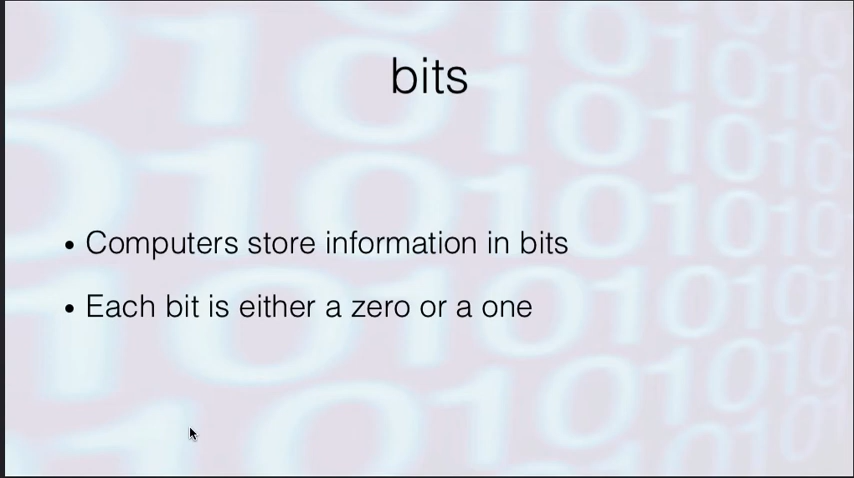 bits
• Computers store information in bits
• Each bit is either a zero or a one